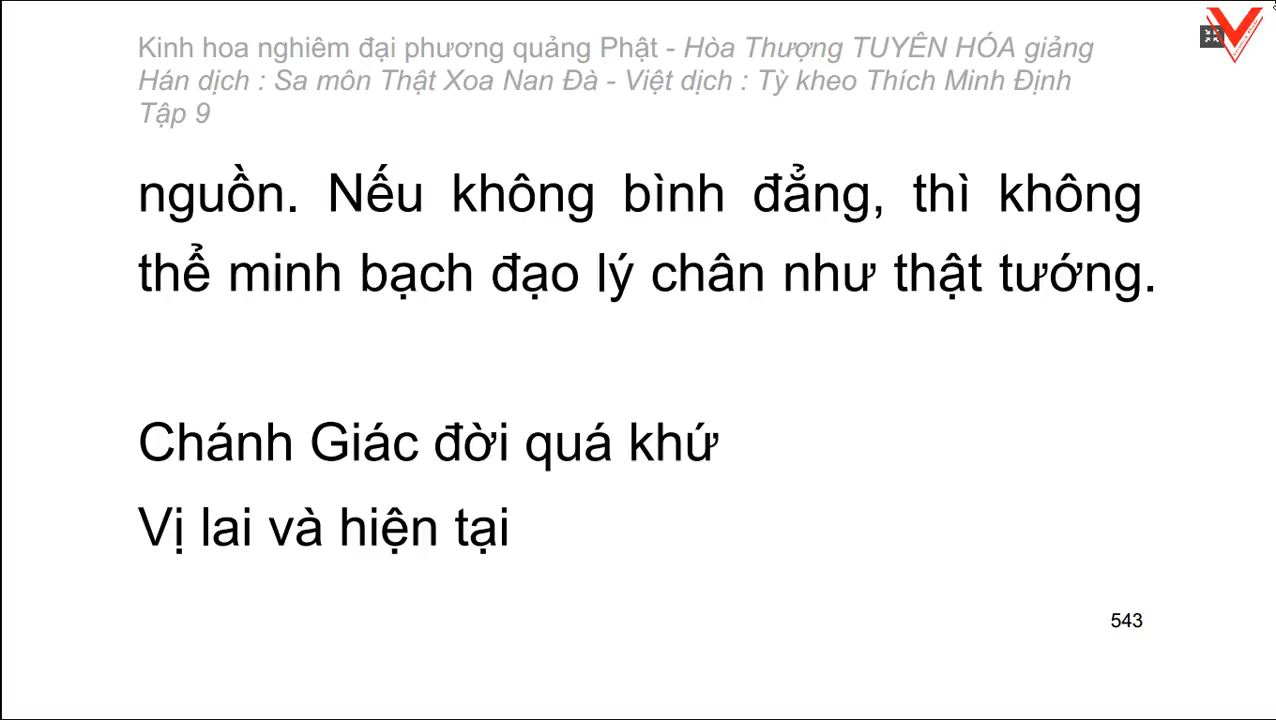 Kinh hoa nghiêm đại phương quảng Phật - Hòa Thượng TUYÊN HÓA giảng
Hán dịch : Sa môn Thật Xoa Nan Đà - Việt dịch : Tỳ kheo Thích Minh Định
Tập 9
nguồn. Nếu không bình đẳng, thì không
thể minh bạch đạo lý chân như thật tướng.
Chánh Giác đời quá khứ
Vị lai và hiện tại
543